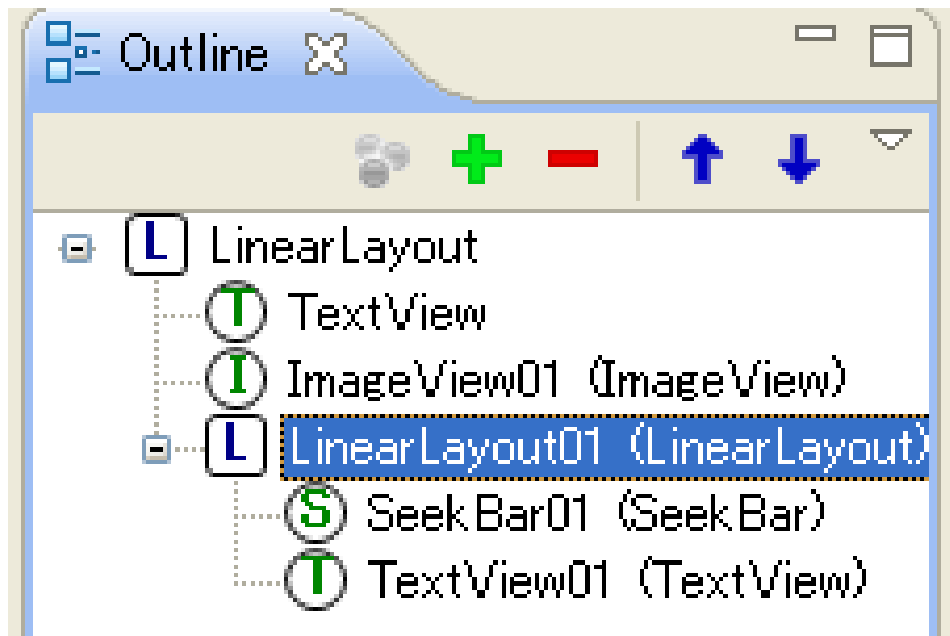 Outline
L LinearLayout
T TextView
I ImageView01 (ImageView)
L LinearLayout01 (LinearLayout)
S SeekBar01 (SeekBar)
T TextView01 (TextView)